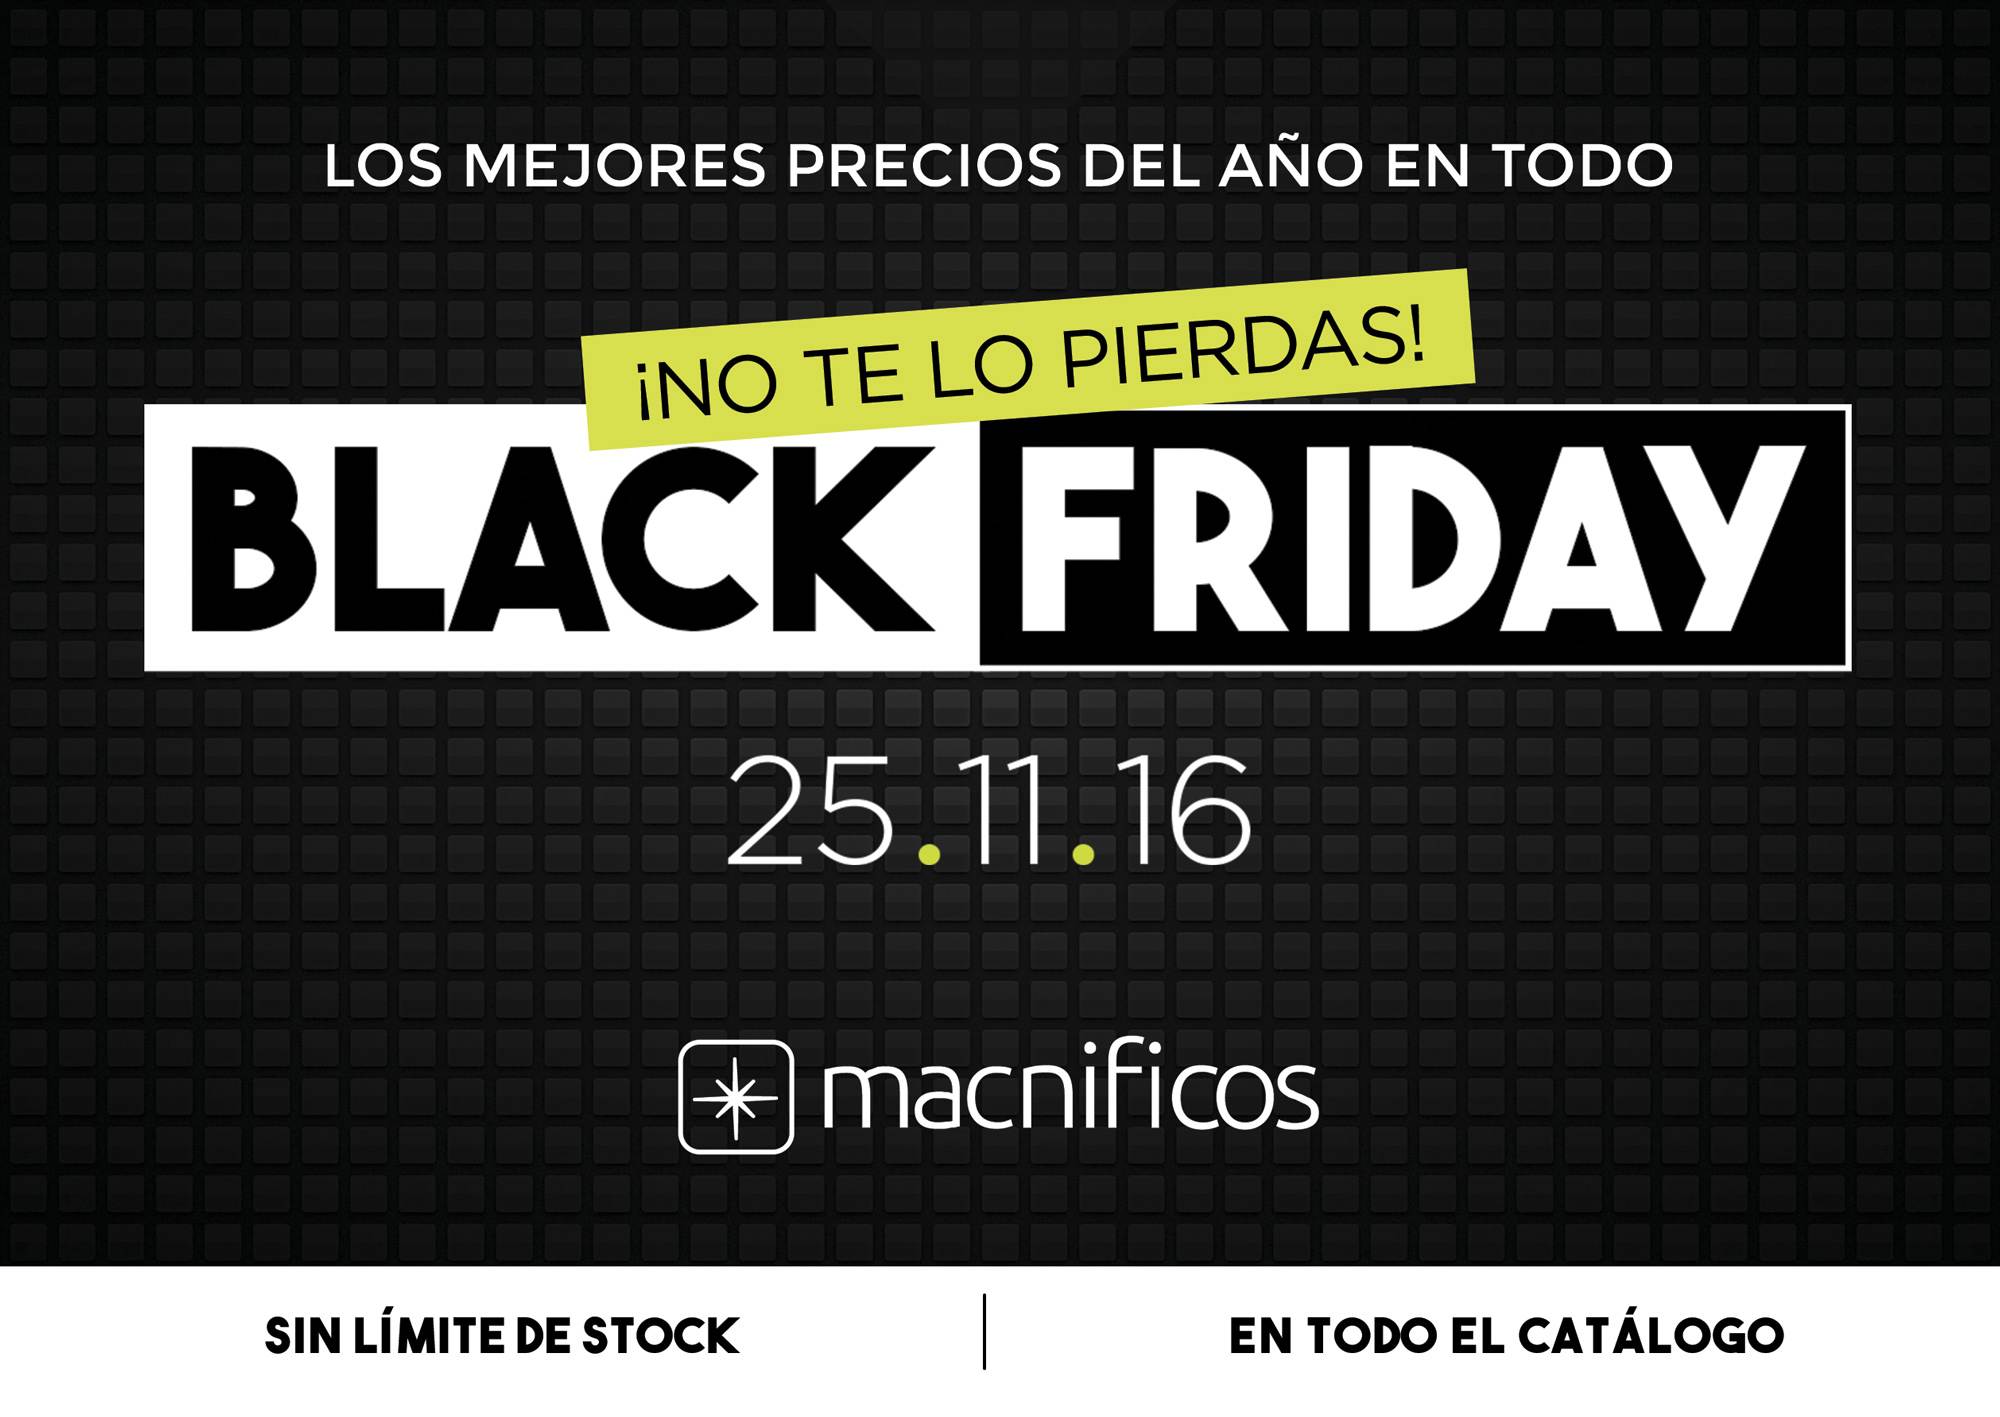 LOS MEJORES PRECIOS DEL AÑO EN TODO
¡NO TE LO PIERDAS!
BLACK FRIDAY
25.11.16
macnificos
SIN LÍMITE DE STOCK
EN TODO EL CATÁLOGO